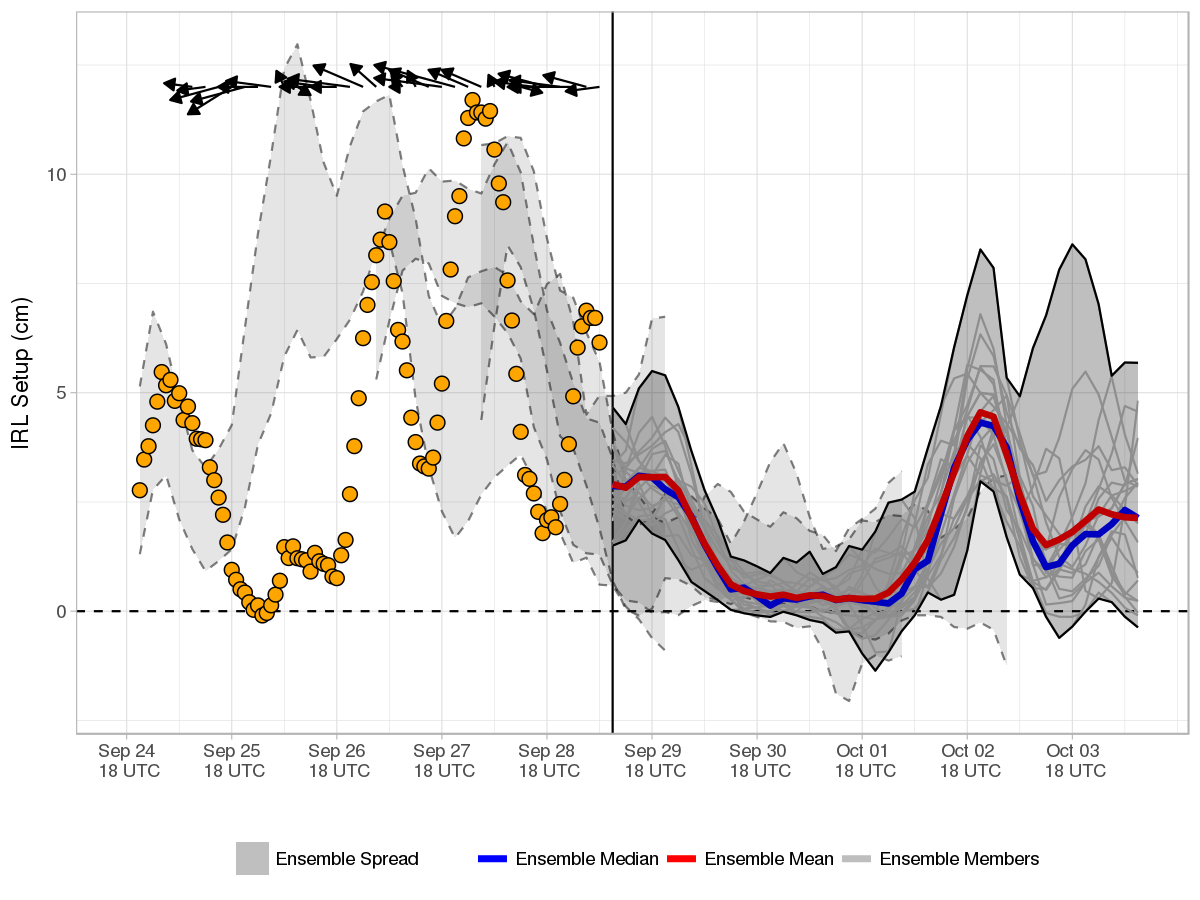 IRL Setup (cm)
10
5
0
Sep 24 Sep 25 Sep 26 Sep 27 Sep 28 Sep 29 Sep 30 Oct 01 Oct 02 Oct 03
18 UTC 18 UTC 18 UTC 18 UTC 18 UTC 18 UTC 18 UTC 18 UTC 18 UTC 18 UTC
Ensemble Spread Ensemble Median Ensemble Mean Ensemble Members